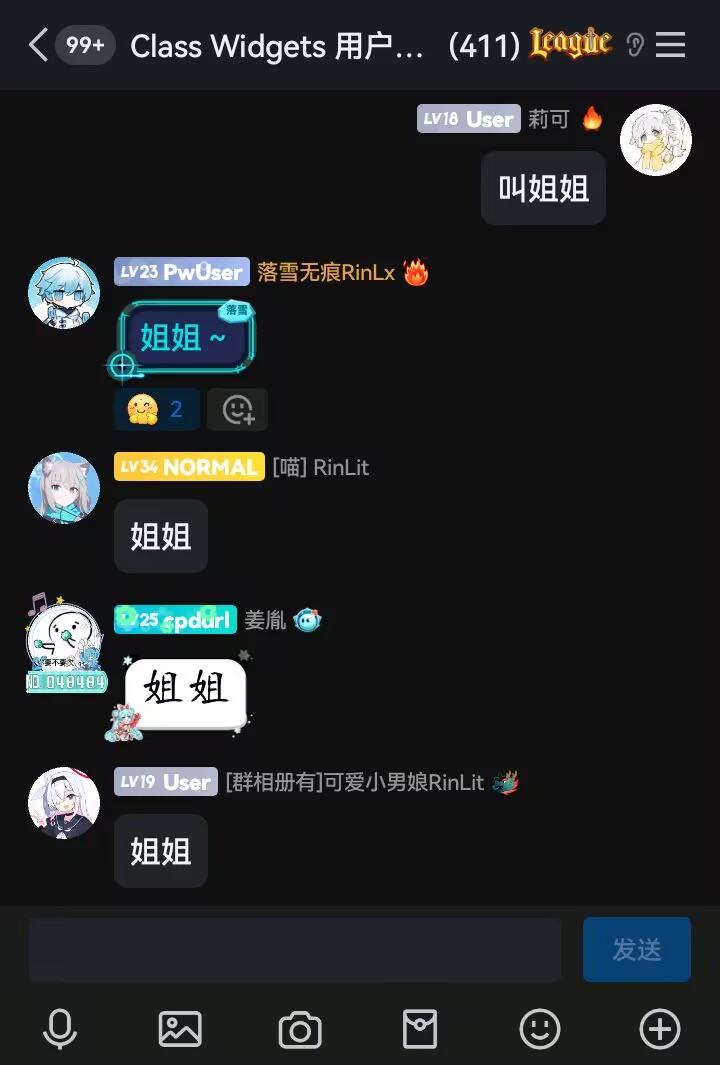 99+ Class Widgets 用户… (411) League
LV18 User 莉可
叫姐姐
LV23 PwUser 落雪无痕RinLx
落雪
姐姐 ~
2
LV34 NORMAL [喵] RinLit
姐姐
LV25 cpdurl 姜胤
要不要
NO 048484
姐姐
LV19 User [群相册有]可爱小男娘RinLit
姐姐
发送